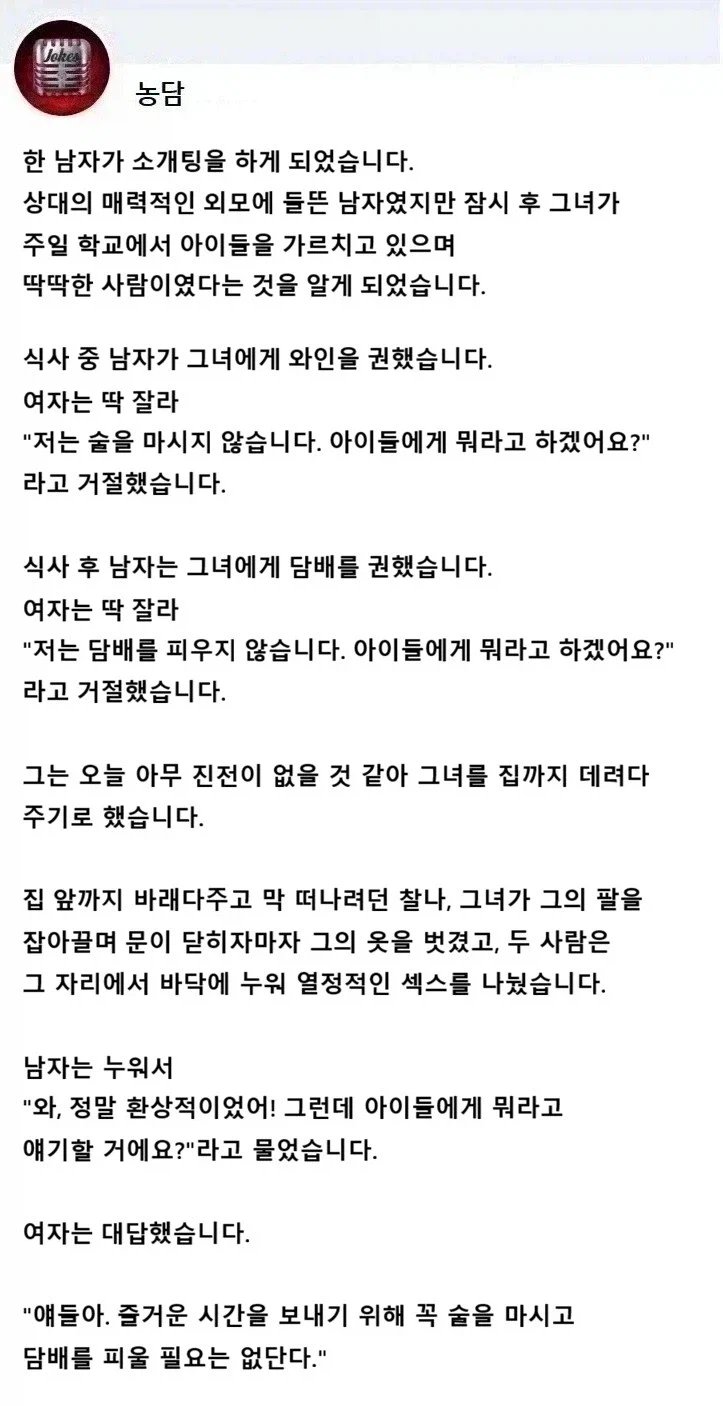 Jokes
농담
한 남자가 소개팅을 하게 되었습니다.
상대의 매력적인 외모에 들뜬 남자였지만 잠시 후 그녀가
주일 학교에서 아이들을 가르치고 있으며
딱딱한 사람이였다는 것을 알게 되었습니다.
식사 중 남자가 그녀에게 와인을 권했습니다.
여자는 딱 잘라
"저는 술을 마시지 않습니다. 아이들에게 뭐라고 하겠어요?"
라고 거절했습니다.
식사 후 남자는 그녀에게 담배를 권했습니다.
여자는 딱 잘라
"저는 담배를 피우지 않습니다. 아이들에게 뭐라고 하겠어요?"
라고 거절했습니다.
그는 오늘 아무 진전이 없을 것 같아 그녀를 집까지 데려다
주기로 했습니다.
집 앞까지 바래다주고 막 떠나려던 찰나, 그녀가 그의 팔을
잡아끌며 문이 닫히자마자 그의 옷을 벗겼고, 두 사람은
그 자리에서 바닥에 누워 열정적인 섹스를 나눴습니다.
남자는 누워서
"와, 정말 환상적이었어! 그런데 아이들에게 뭐라고
얘기할 거에요?"라고 물었습니다.
여자는 대답했습니다.
"얘들아. 즐거운 시간을 보내기 위해 꼭 술을 마시고
담배를 피울 필요는 없단다."